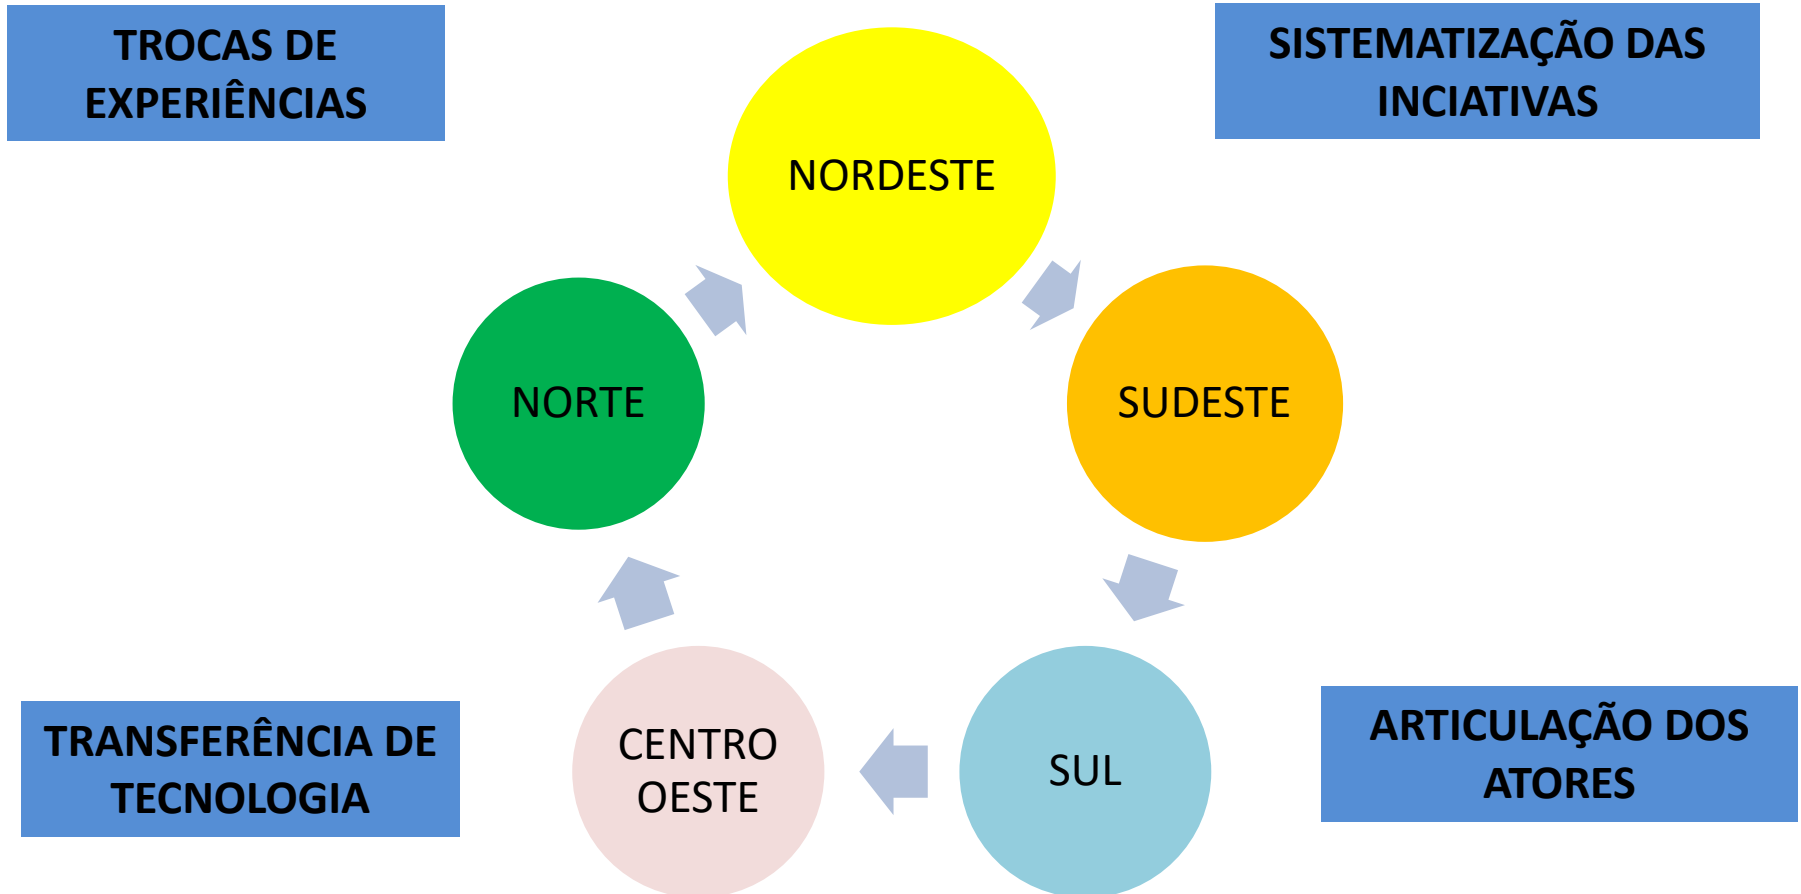 TROCAS DE
EXPERIÊNCIAS
SISTEMATIZAÇÃO DAS
INCIATIVAS
NORDESTE
NORTE
SUDESTE
TRANSFERÊNCIA DE
TECNOLOGIA
CENTRO
OESTE
SUL
ARTICULAÇÃO DOS
ATORES